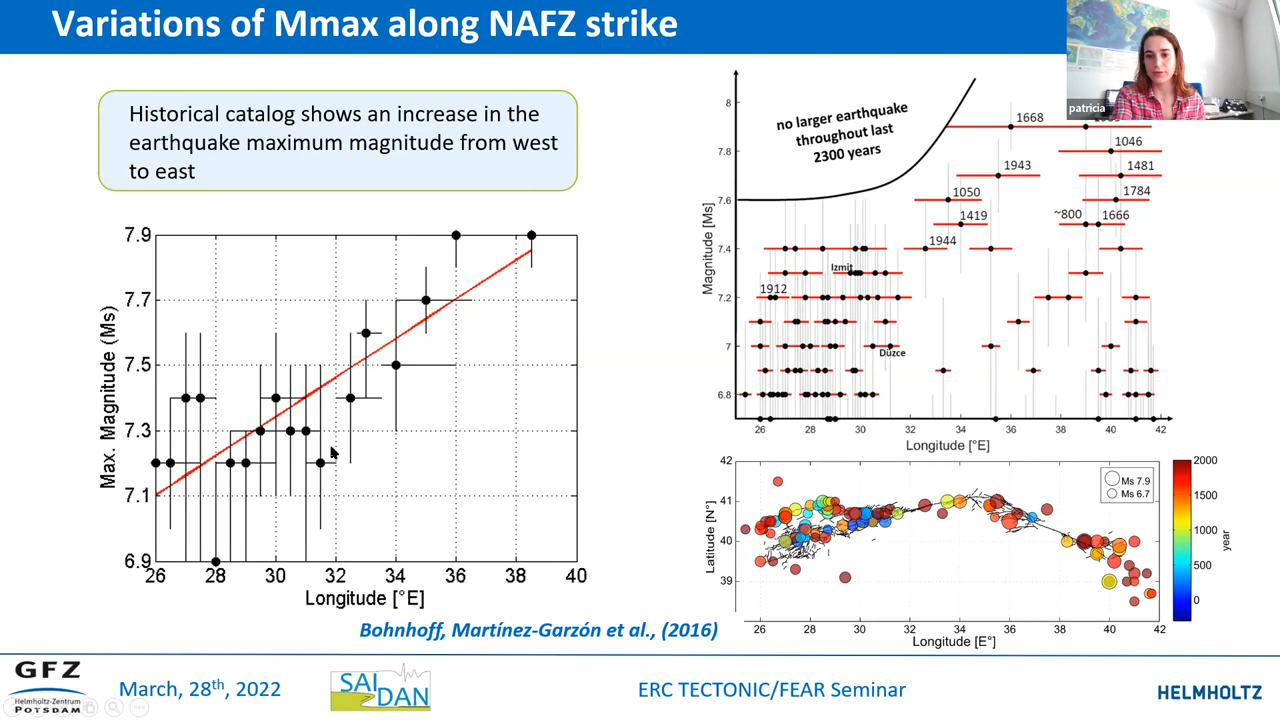 Variations of Mmax along NAFZ strike
patricia
Historical catalog shows an increase in the
earthquake maximum magnitude from west
to east
7.9
7.7
7.5
7.3
7.1
6.9
26 28 30 32 34 36 38 40
Max. Magnitude (Ms)
Longitude [°E]
no larger earthquake
throughout last
2300 years
1668
1046
1943
1481
1050
1784
1419
~800
1666
1944
Izmit
1912
Düzce
8
7.8
7.6
7.4
7.2
7
6.8
Magnitude [Ms]
26 28 30 32 34 36 38 40 42
Longitude [°E]
42
41
40
39
Latitude [N°]
26 28 30 32 34 36 38 40 42
Longitude [E°]
Ms 7.9
Ms 6.7
2000
1500
1000
500
0
year
Bohnhoff, Martínez-Garzón et al., (2016)
GFZ
Helmholtz-Zentrum
POTSDAM
March, 28th, 2022
SAI
DAN
ERC TECTONIC/FEAR Seminar
HELMHOLTZ